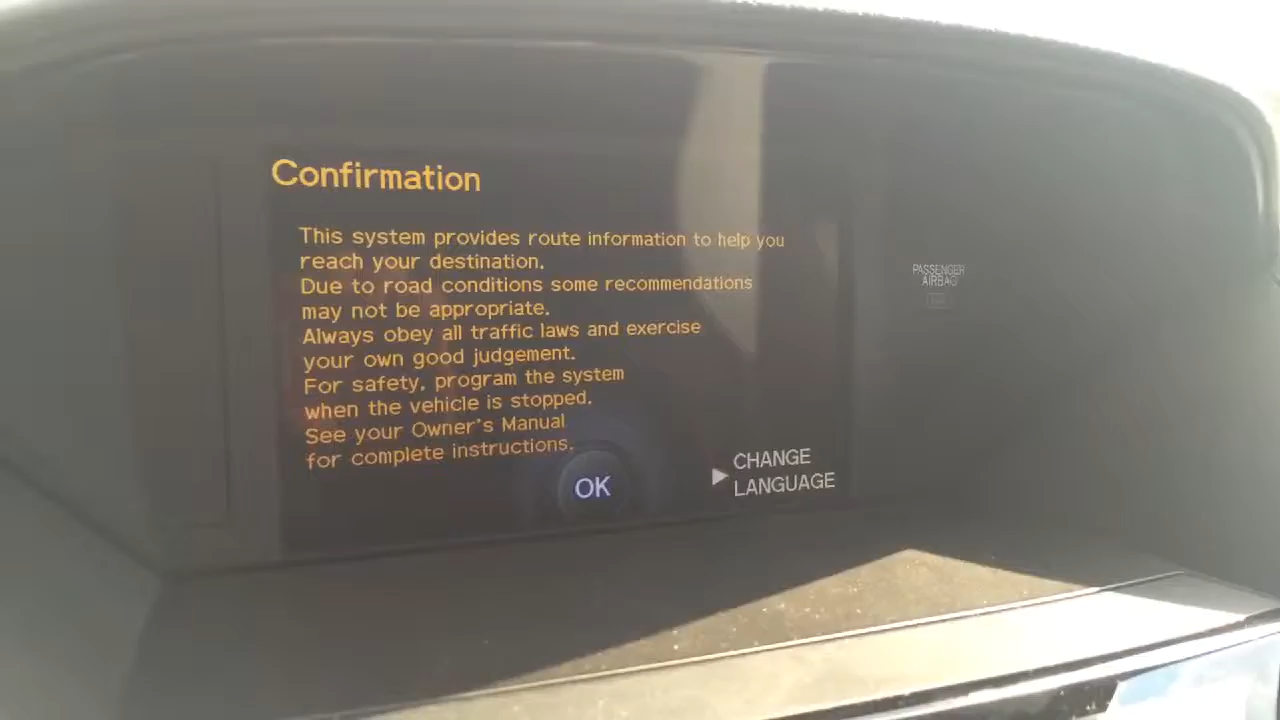 Confirmation
This system provides route information to help you
reach your destination.
Due to road conditions some recommendations
may not be appropriate.
Always obey all traffic laws and exercise
your own good judgement.
For safety, program the system
when the vehicle is stopped.
See your Owner's Manual
for complete instructions.
OK
CHANGE
LANGUAGE
PASSENGER
AIRBAG